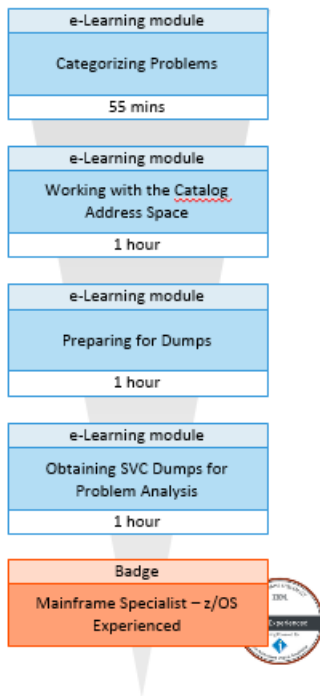 e-Learning module
Categorizing Problems
55 mins
e-Learning module
Working with the Catalog
Address Space
1 hour
e-Learning module
Preparing for Dumps
1 hour
e-Learning module
Obtaining SVC Dumps for
Problem Analysis
1 hour
Badge
Mainframe Specialist – z/OS
Experienced
IBM.
Experienced